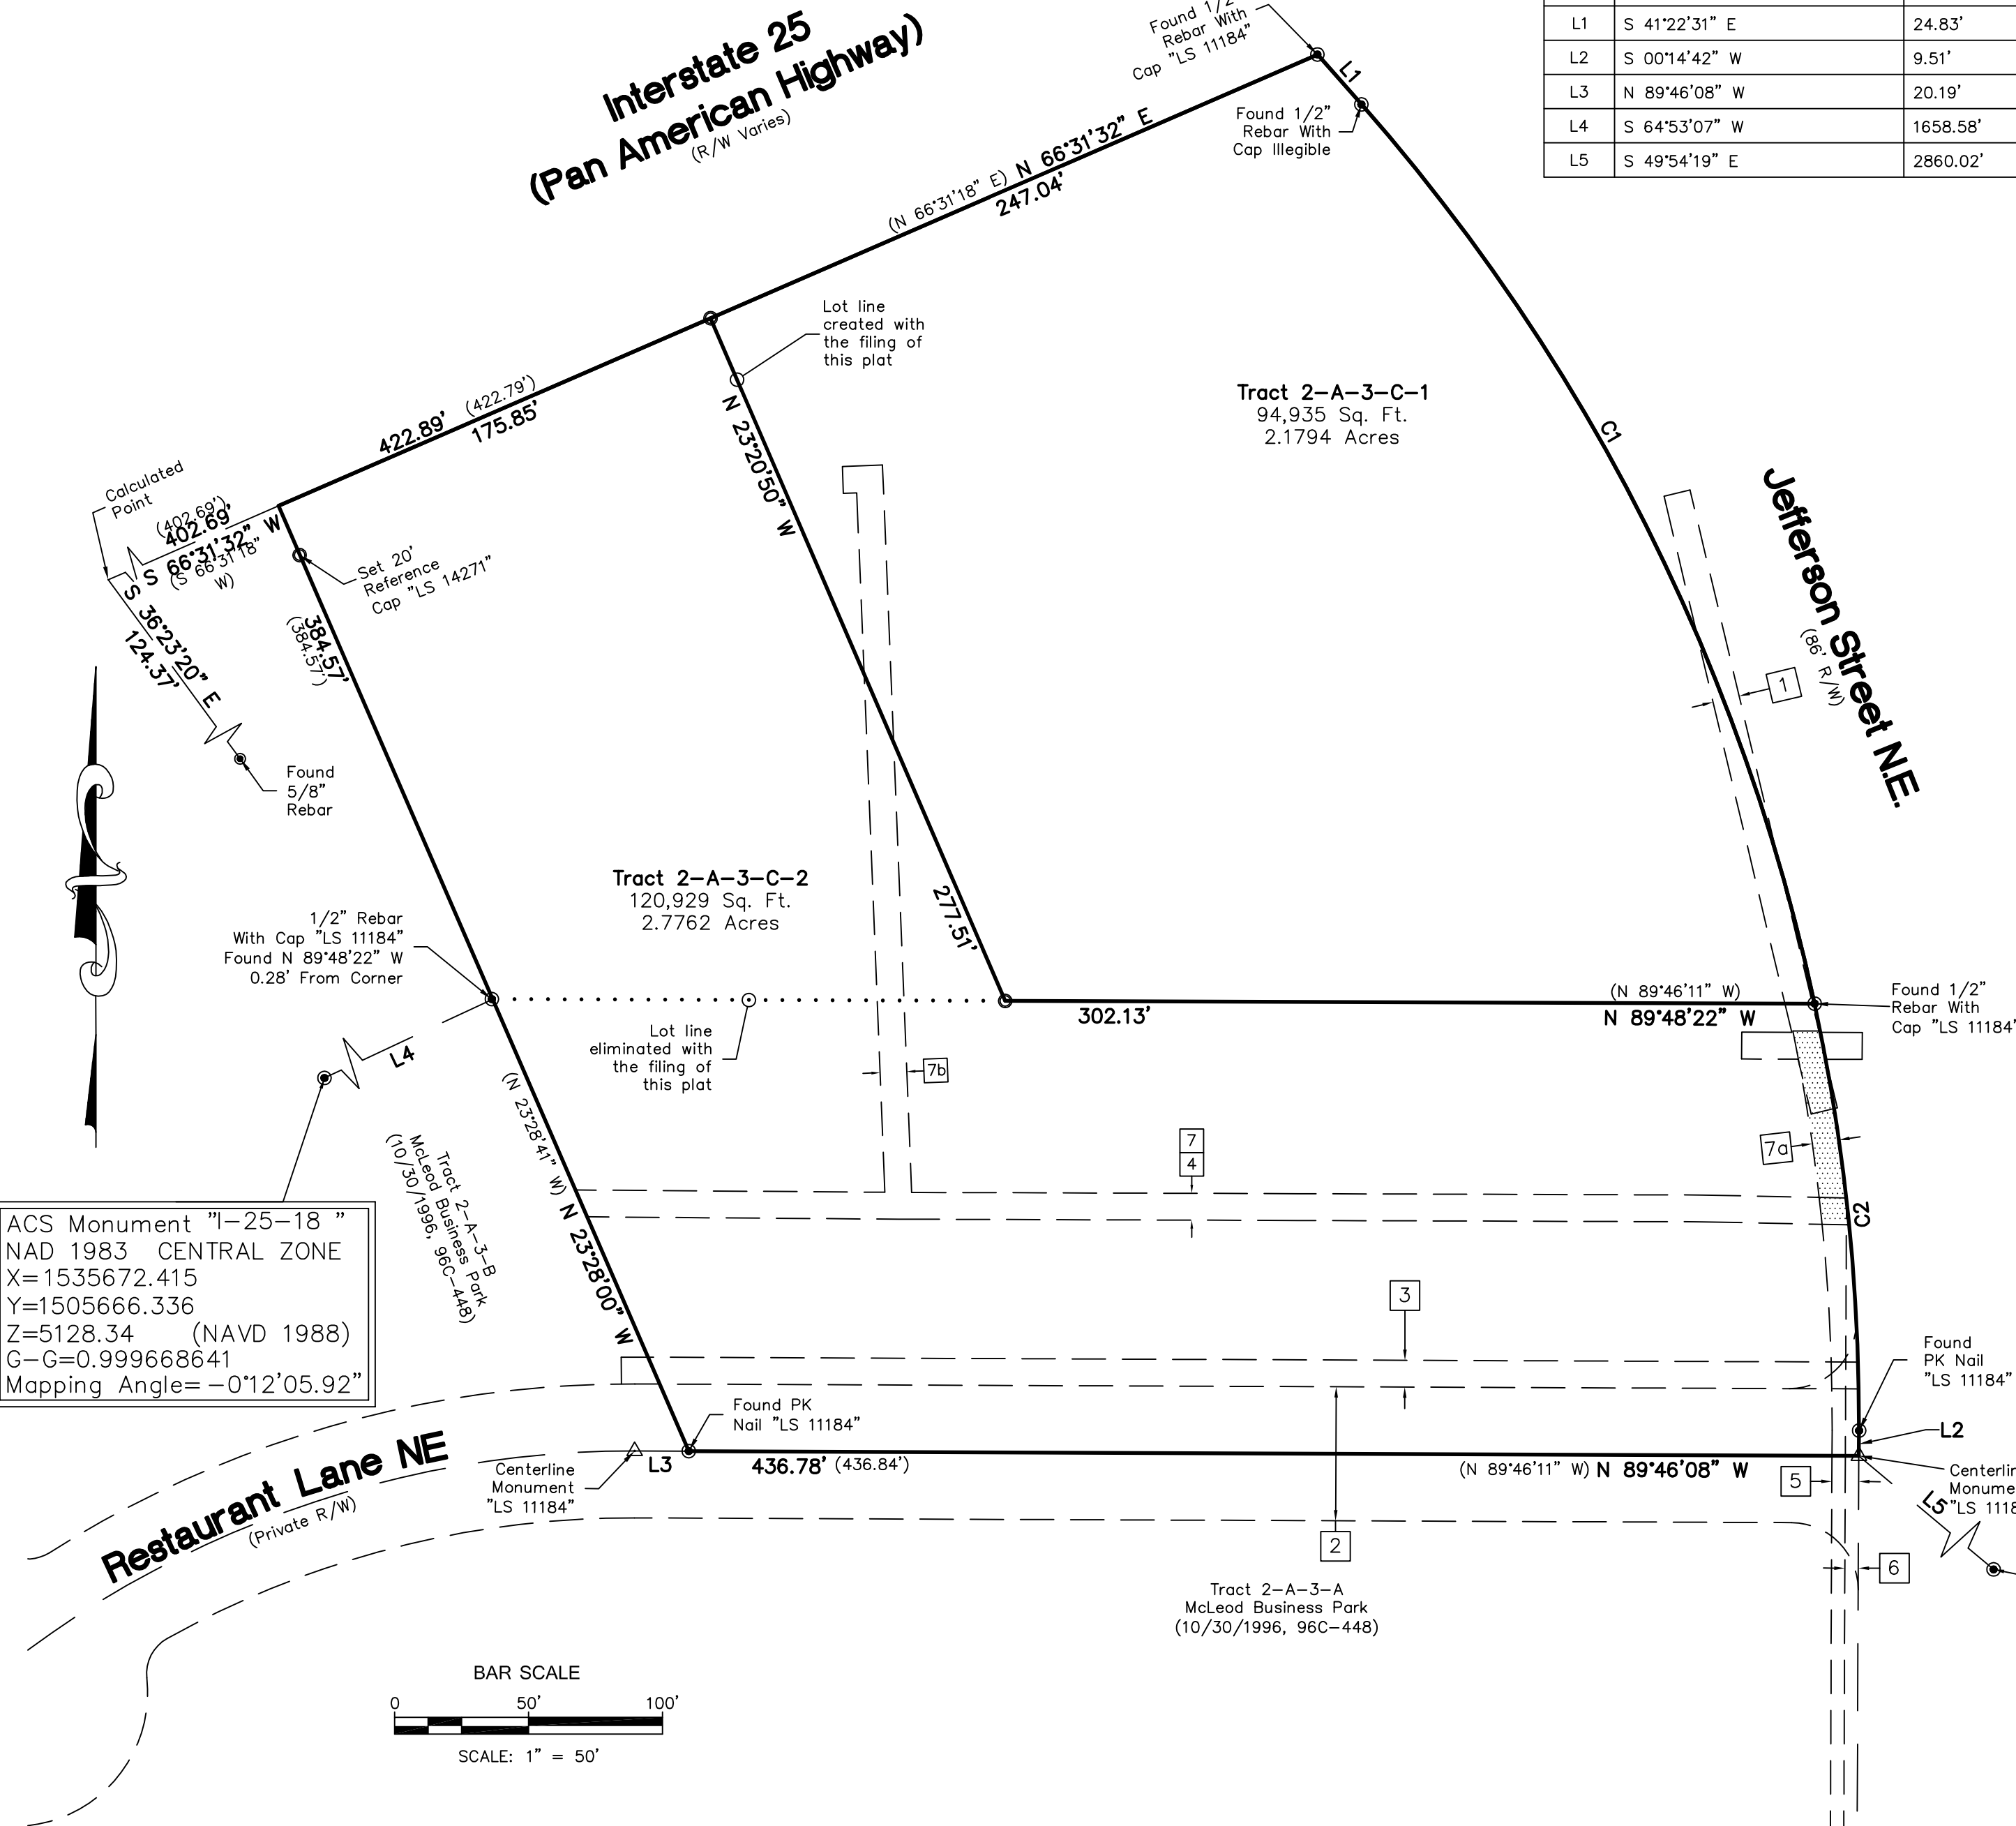 Interstate 25
(Pan American Highway)
(R/W Varies)
Found 1/2"
Rebar With
Cap "LS 11184"
L1 S 41°22'31" E 24.83'
L2 S 00°14'42" W 9.51'
L3 N 89°46'08" W 20.19'
L4 S 64°53'07" W 1658.58'
L5 S 49°54'19" E 2860.02'
L1
Found 1/2"
Rebar With
Cap Illegible
(N 66°31'18" E) N 66°31'32" E
247.04'
Lot line
created with
the filing of
this plat
422.89' (422.79')
175.85'
Tract 2-A-3-C-1
94,935 Sq. Ft.
2.1794 Acres
C1
Jefferson Street N.E.
(86' R/W)
1
Calculated
Point
(402.69')
402.69'
S 66°31'32" W
(S 66°31'18"
W)
S 36°23'20" E
124.37'
Set 20'
Reference
Cap "LS 14271"
384.57'
(384.57')
N 23°20'50" W
277.51'
Found
5/8"
Rebar
Tract 2-A-3-C-2
120,929 Sq. Ft.
2.7762 Acres
1/2" Rebar
With Cap "LS 11184"
Found N 89°48'22" W
0.28' From Corner
L4
Lot line
eliminated with
the filing of
this plat
302.13'
(N 89°46'11" W)
N 89°48'22" W
Found 1/2"
Rebar With
Cap "LS 11184"
7b
7
4
7a
C2
(N 23°28'41" W) N 23°28'00" W
Tract 2-A-3-B
McLeod Business Park
(10/30/1996, 96C-448)
ACS Monument "I-25-18 "
NAD 1983 CENTRAL ZONE
X=1535672.415
Y=1505666.336
Z=5128.34 (NAVD 1988)
G-G=0.999668641
Mapping Angle= -0°12'05.92"
3
Found
PK Nail
"LS 11184"
L2
Found PK
Nail "LS 11184"
Restaurant Lane NE
(Private R/W)
Centerline
Monument
"LS 11184"
L3
436.78' (436.84')
(N 89°46'11" W) N 89°46'08" W
5
L5
2
6
Tract 2-A-3-A
McLeod Business Park
(10/30/1996, 96C-448)
BAR SCALE
0 50' 100'
SCALE: 1" = 50'